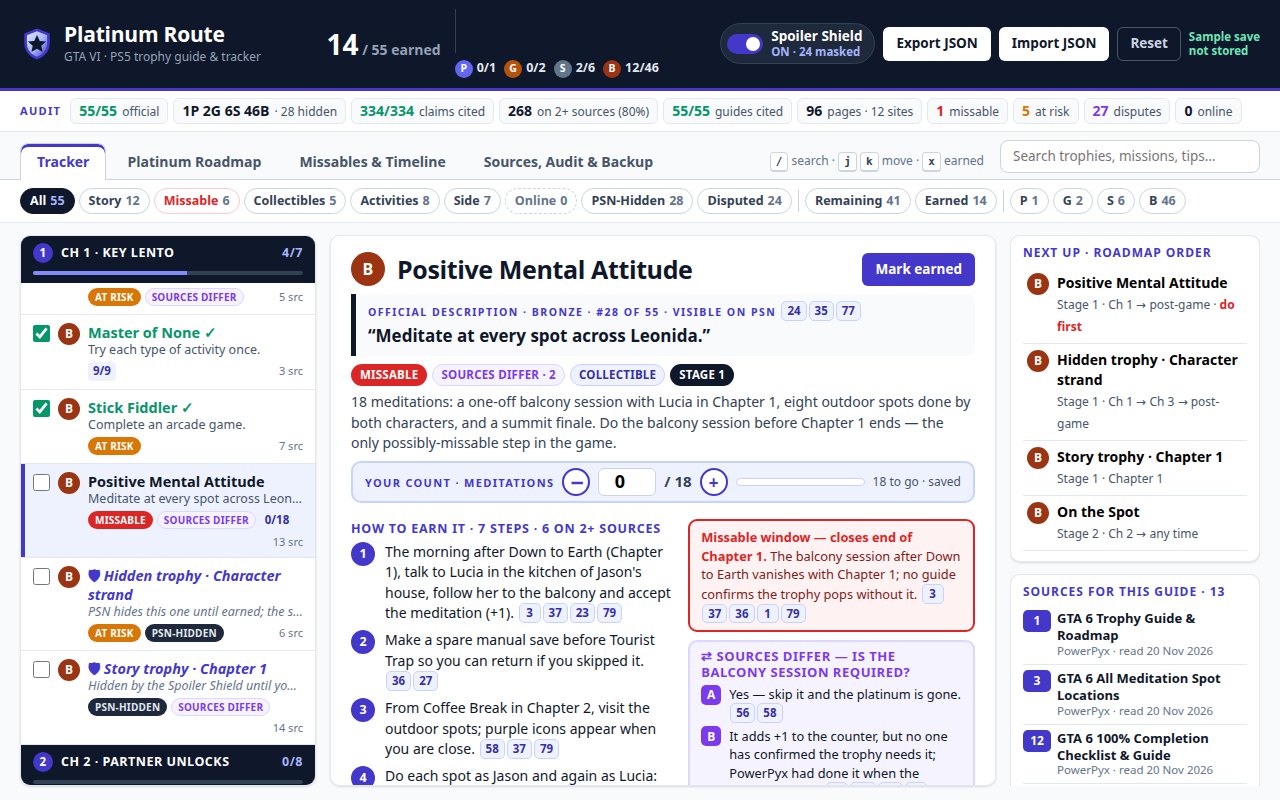 Platinum Route
GTA VI · PS5 trophy guide & tracker
14 / 55 earned
P 0/1 G 0/2 S 2/6 B 12/46
Spoiler Shield
ON · 24 masked
Export JSON
Import JSON
Reset
Sample save
not stored
AUDIT
55/55 official
1P 2G 6S 46B · 28 hidden
334/334 claims cited
268 on 2+ sources (80%)
55/55 guides cited
96 pages · 12 sites
1 missable
5 at risk
27 disputes
0 online
Tracker
Platinum Roadmap
Missables & Timeline
Sources, Audit & Backup
/ search · j k move · x earned
Search trophies, missions, tips...
All 55
Story 12
Missable 6
Collectibles 5
Activities 8
Side 7
Online 0
PSN-Hidden 28
Disputed 24
Remaining 41
Earned 14
P 1
G 2
S 6
B 46
1 CH 1 · KEY LENTO 4/7
AT RISK SOURCES DIFFER 5 src
B Master of None ✓
Try each type of activity once.
9/9 3 src
B Stick Fiddler ✓
Complete an arcade game.
AT RISK 7 src
B Positive Mental Attitude
Meditate at every spot across Leon...
MISSABLE SOURCES DIFFER 0/18
13 src
B Hidden trophy · Character
strand
PSN hides this one until earned; the s...
AT RISK PSN-HIDDEN 6 src
B Story trophy · Chapter 1
Hidden by the Spoiler Shield until yo...
PSN-HIDDEN SOURCES DIFFER
14 src
2 CH 2 · PARTNER UNLOCKS 0/8
B Positive Mental Attitude
Mark earned
OFFICIAL DESCRIPTION · BRONZE · #28 OF 55 · VISIBLE ON PSN 24 35 77
“Meditate at every spot across Leonida.”
MISSABLE SOURCES DIFFER · 2 COLLECTIBLE STAGE 1
18 meditations: a one-off balcony session with Lucia in Chapter 1, eight outdoor spots done by
both characters, and a summit finale. Do the balcony session before Chapter 1 ends — the
only possibly-missable step in the game.
YOUR COUNT · MEDITATIONS − 0 / 18 + 18 to go · saved
HOW TO EARN IT · 7 STEPS · 6 ON 2+ SOURCES
1 The morning after Down to Earth (Chapter
1), talk to Lucia in the kitchen of Jason's
house, follow her to the balcony and accept
the meditation (+1). 3 37 23 79
2 Make a spare manual save before Tourist
Trap so you can return if you skipped it.
36 27
3 From Coffee Break in Chapter 2, visit the
outdoor spots; purple icons appear when
you are close. 58 37 79
4 Do each spot as Jason and again as Lucia:
Missable window — closes end of
Chapter 1. The balcony session after Down
to Earth vanishes with Chapter 1; no guide
confirms the trophy pops without it. 3
37 36 1 79
⇄ SOURCES DIFFER — IS THE
BALCONY SESSION REQUIRED?
A Yes — skip it and the platinum is gone.
56 58
B It adds +1 to the counter, but no one
has confirmed the trophy needs it;
PowerPyx had done it when the
NEXT UP · ROADMAP ORDER
B Positive Mental Attitude
Stage 1 · Ch 1 → post-game · do
first
B Hidden trophy · Character
strand
Stage 1 · Ch 1 → Ch 3 → post-
game
B Story trophy · Chapter 1
Stage 1 · Chapter 1
B On the Spot
Stage 2 · Ch 2 → any time
SOURCES FOR THIS GUIDE · 13
1 GTA 6 Trophy Guide &
Roadmap
PowerPyx · read 20 Nov 2026
3 GTA 6 All Meditation Spot
Locations
PowerPyx · read 20 Nov 2026
12 GTA 6 100% Completion
Checklist & Guide
PowerPyx · read 20 Nov 2026